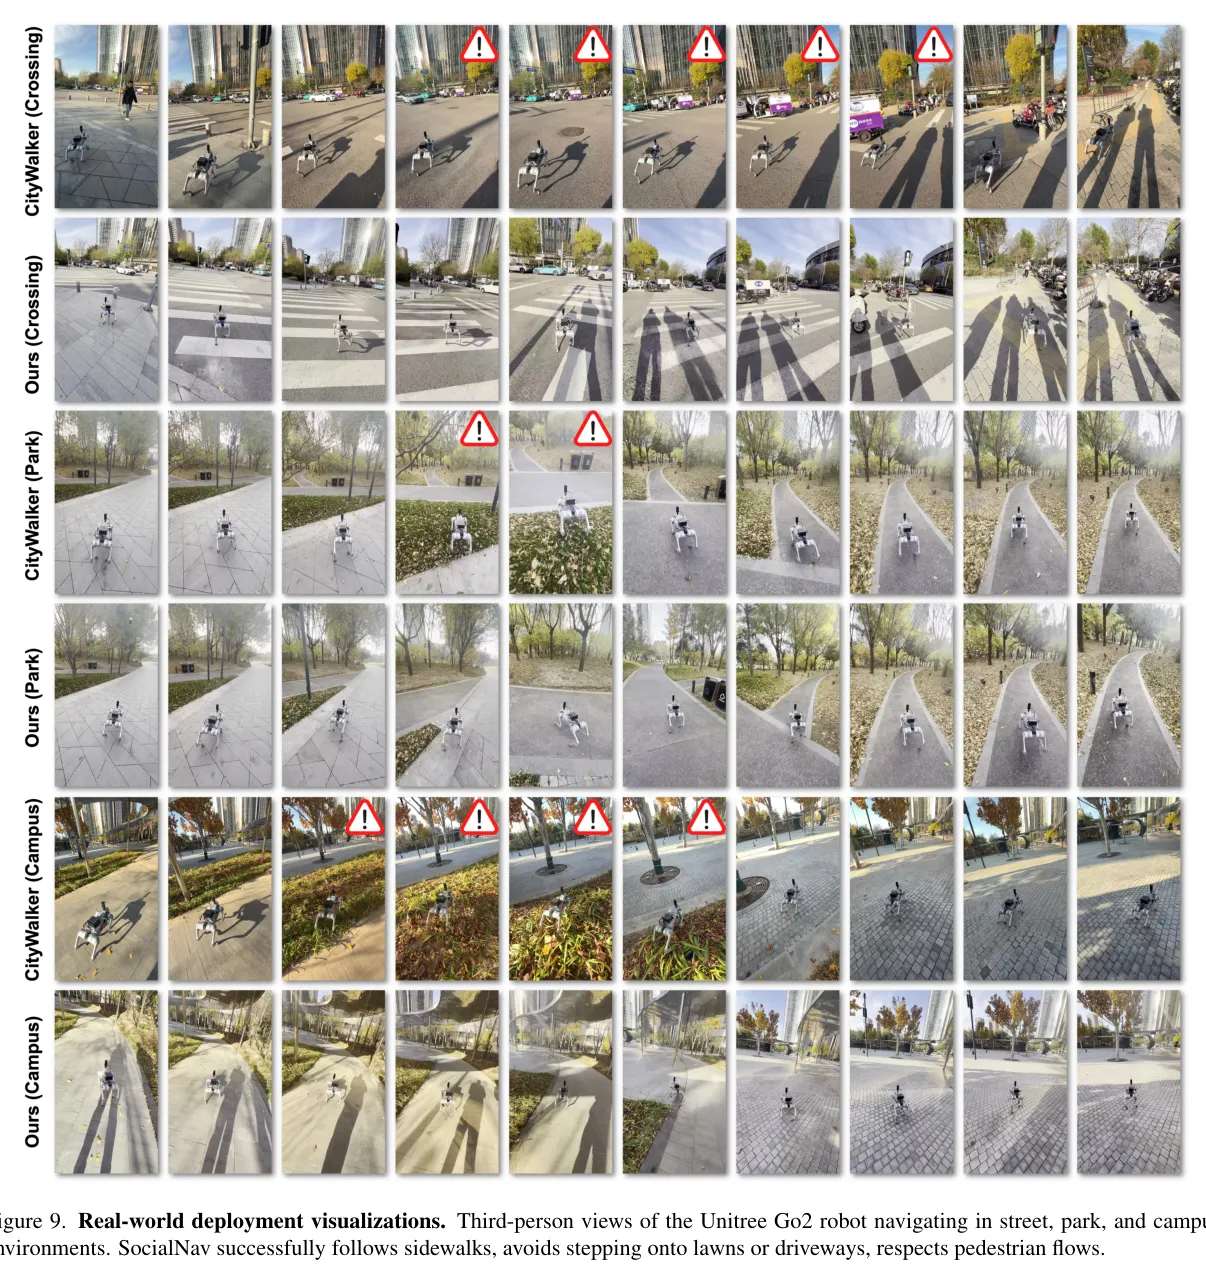 CityWalker (Crossing)
Ours (Crossing)
CityWalker (Park)
Ours (Park)
CityWalker (Campus)
Ours (Campus)
igure 9. Real-world deployment visualizations. Third-person views of the Unitree Go2 robot navigating in street, park, and campu
nvironments. SocialNav successfully follows sidewalks, avoids stepping onto lawns or driveways, respects pedestrian flows.